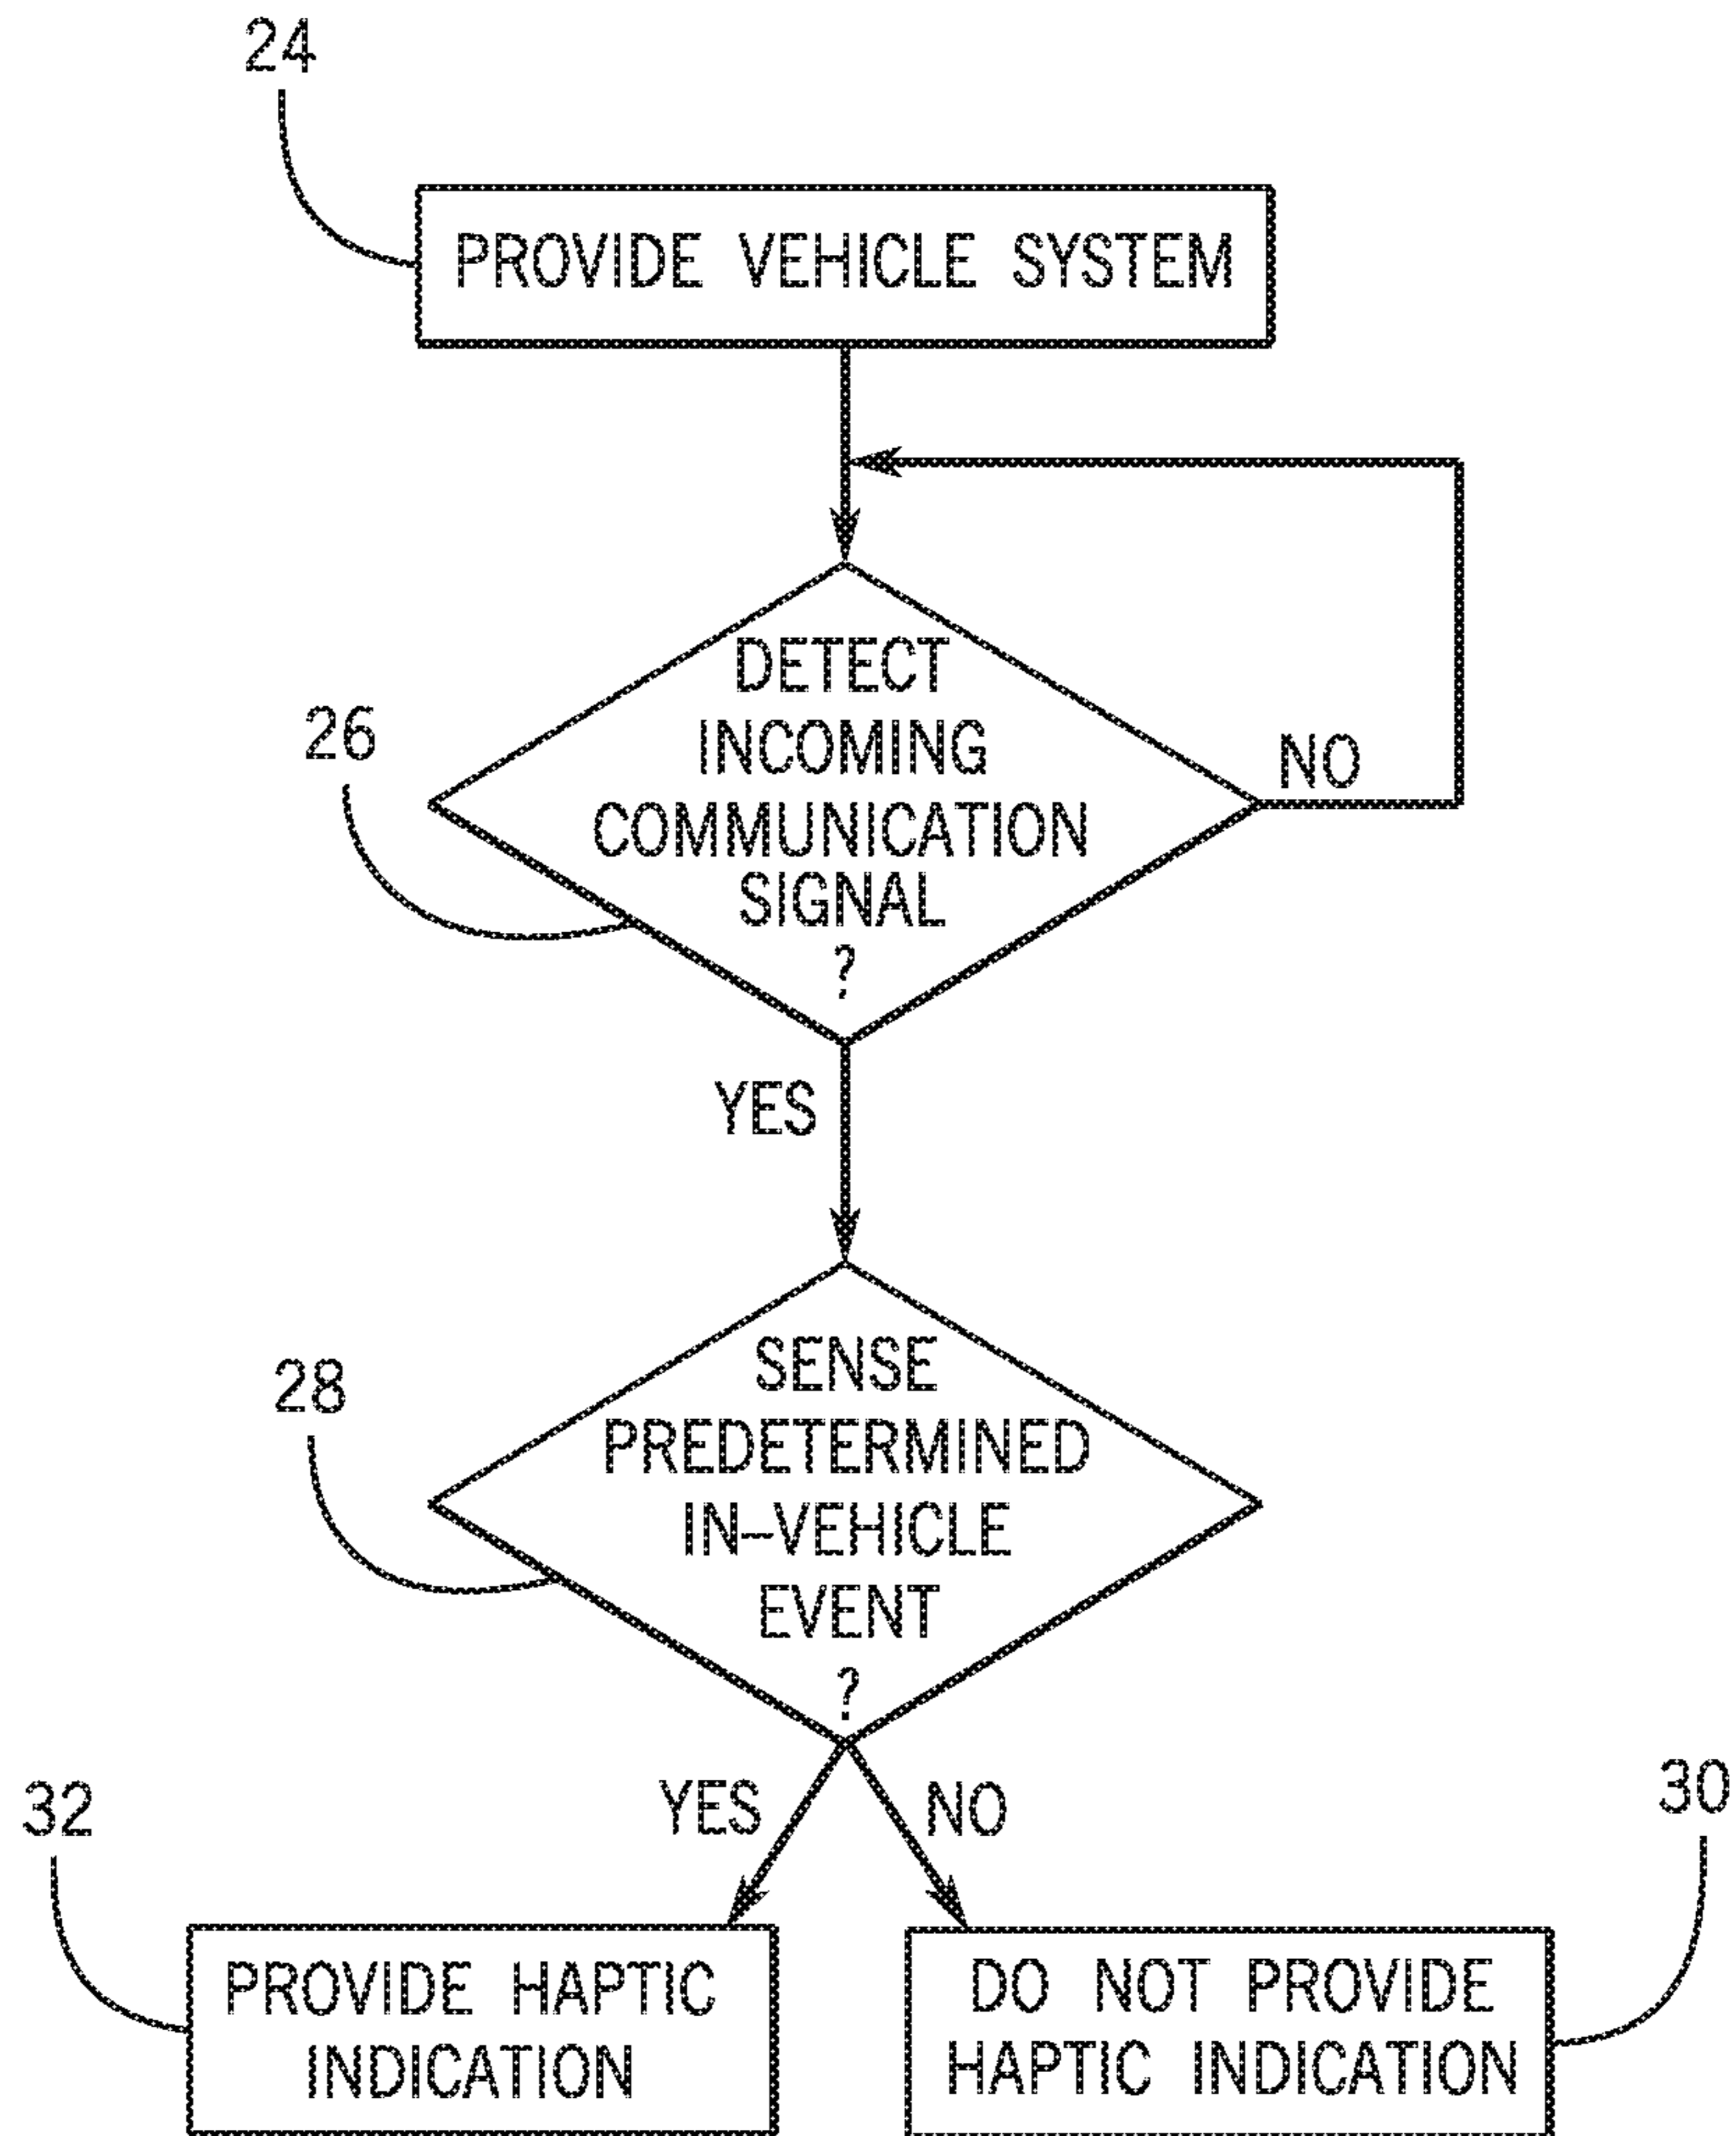 24
PROVIDE VEHICLE SYSTEM
DETECT
INCOMING
COMMUNICATION
SIGNAL
?
26
NO
YES
SENSE
PREDETERMINED
IN-VEHICLE
EVENT
?
28
YES
NO
32
30
PROVIDE HAPTIC
INDICATION
DO NOT PROVIDE
HAPTIC INDICATION